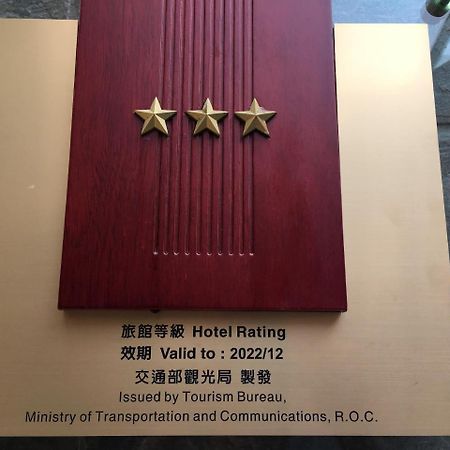 旅館等級 Hotel Rating
效期 Valid to : 2022/12
交通部觀光局 製發
Issued by Tourism Bureau,
Ministry of Transportation and Communications, R.O.C.